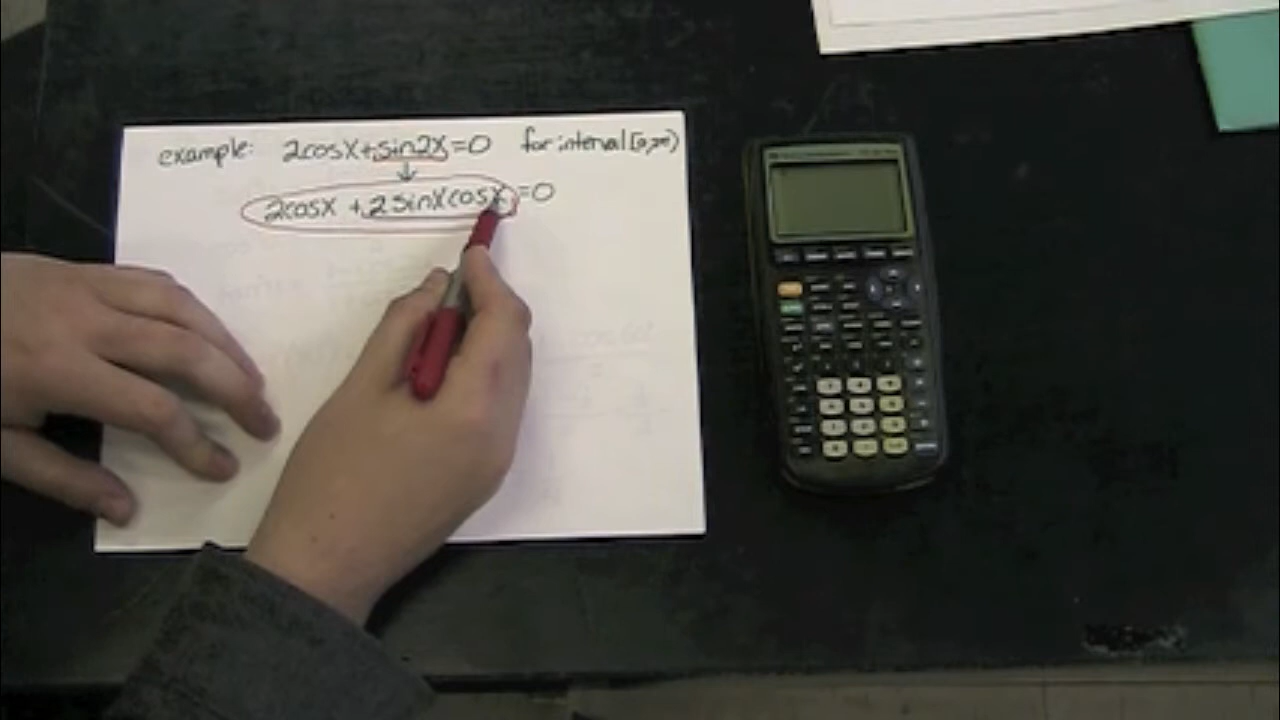 example: 2cosx+sin2x=0 for interval [0,2π)
↓
2cosx + 2sinxcosx=0